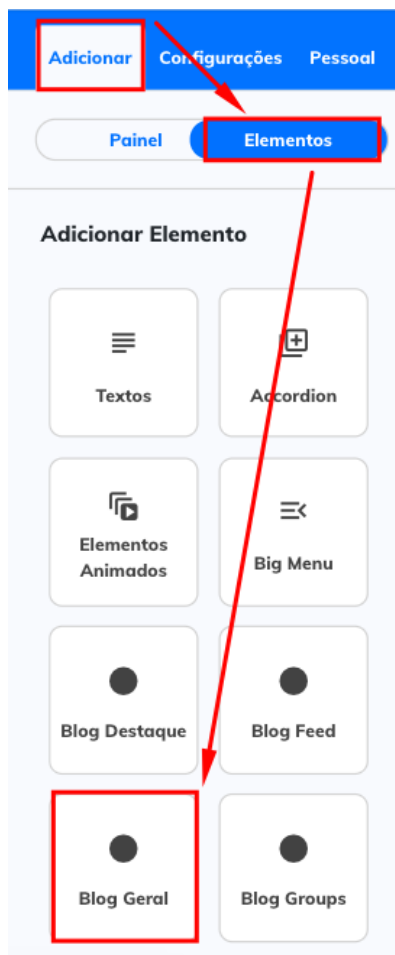 Adicionar Configurações Pessoal
Painel Elementos
Adicionar Elemento
Textos
Accordion
Elementos
Animados
Big Menu
Blog Destaque
Blog Feed
Blog Geral
Blog Groups